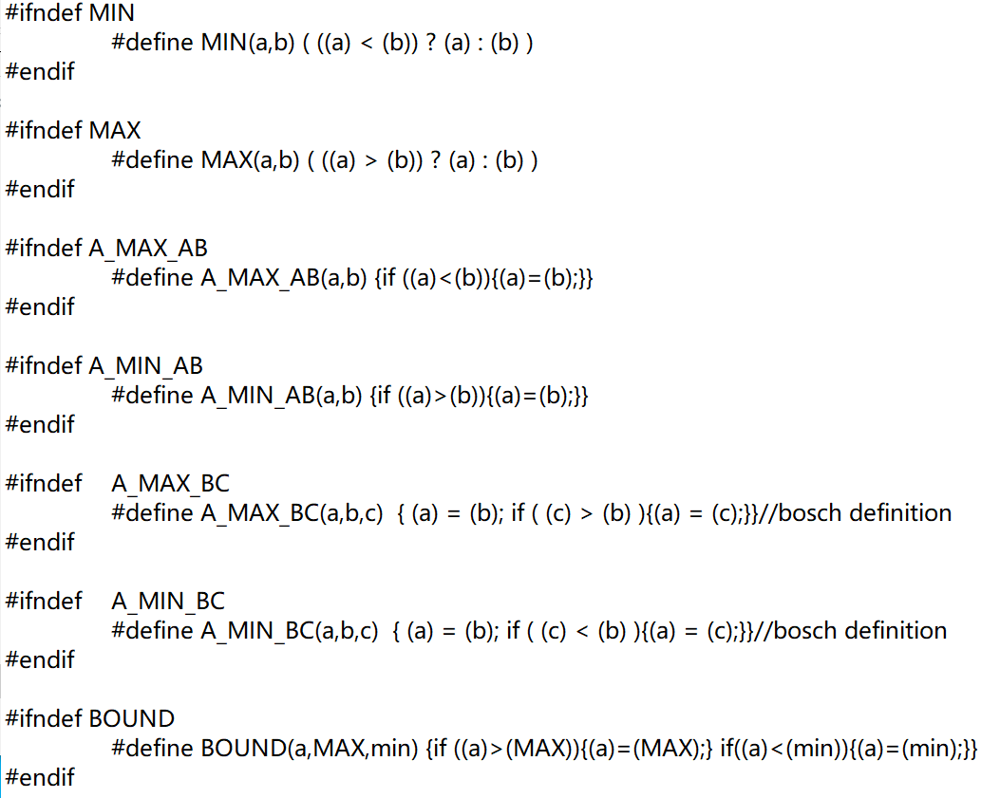 #ifndef MIN
#define MIN(a,b) ( ((a) < (b)) ? (a) : (b) )
#endif
#ifndef MAX
#define MAX(a,b) ( ((a) > (b)) ? (a) : (b) )
#endif
#ifndef A_MAX_AB
#define A_MAX_AB(a,b) {if ((a)<(b)){(a)=(b);}}
#endif
#ifndef A_MIN_AB
#define A_MIN_AB(a,b) {if ((a)>(b)){(a)=(b);}}
#endif
#ifndef A_MAX_BC
#define A_MAX_BC(a,b,c) { (a) = (b); if ( (c) > (b) ){(a) = (c);}}//bosch definition
#endif
#ifndef A_MIN_BC
#define A_MIN_BC(a,b,c) { (a) = (b); if ( (c) < (b) ){(a) = (c);}}//bosch definition
#endif
#ifndef BOUND
#define BOUND(a,MAX,min) {if ((a)>(MAX)){(a)=(MAX);} if((a)<(min)){(a)=(min);}}
#endif